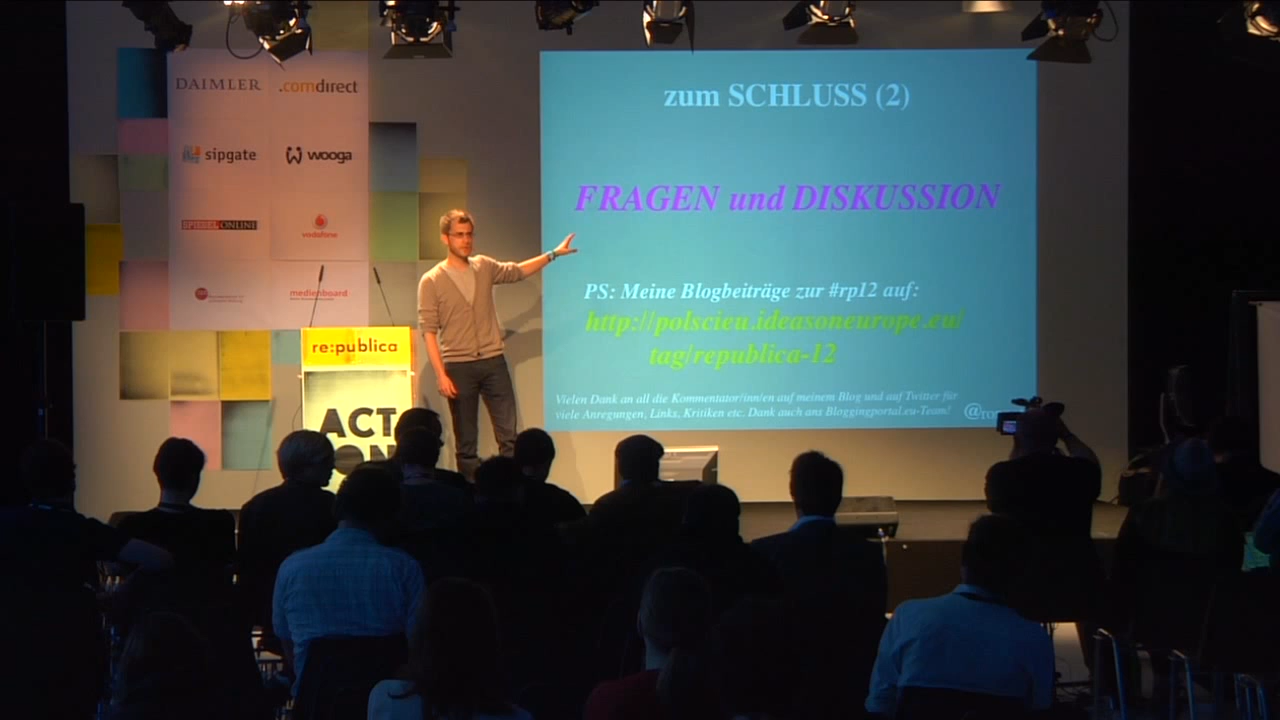 DAIMLER
.comdirect
sipgate
wooga
SPIEGEL ONLINE
vodafone
medienboard
re:publica
ACT
zum SCHLUSS (2)
FRAGEN und DISKUSSION
PS: Meine Blogbeiträge zur #rp12 auf:
http://polscieu.ideasoneurope.eu/
tag/republica-12
Vielen Dank an all die Kommentator/inn/en auf meinem Blog und auf Twitter für
viele Anregungen, Links, Kritiken etc. Dank auch ans Bloggingportal.eu-Team!